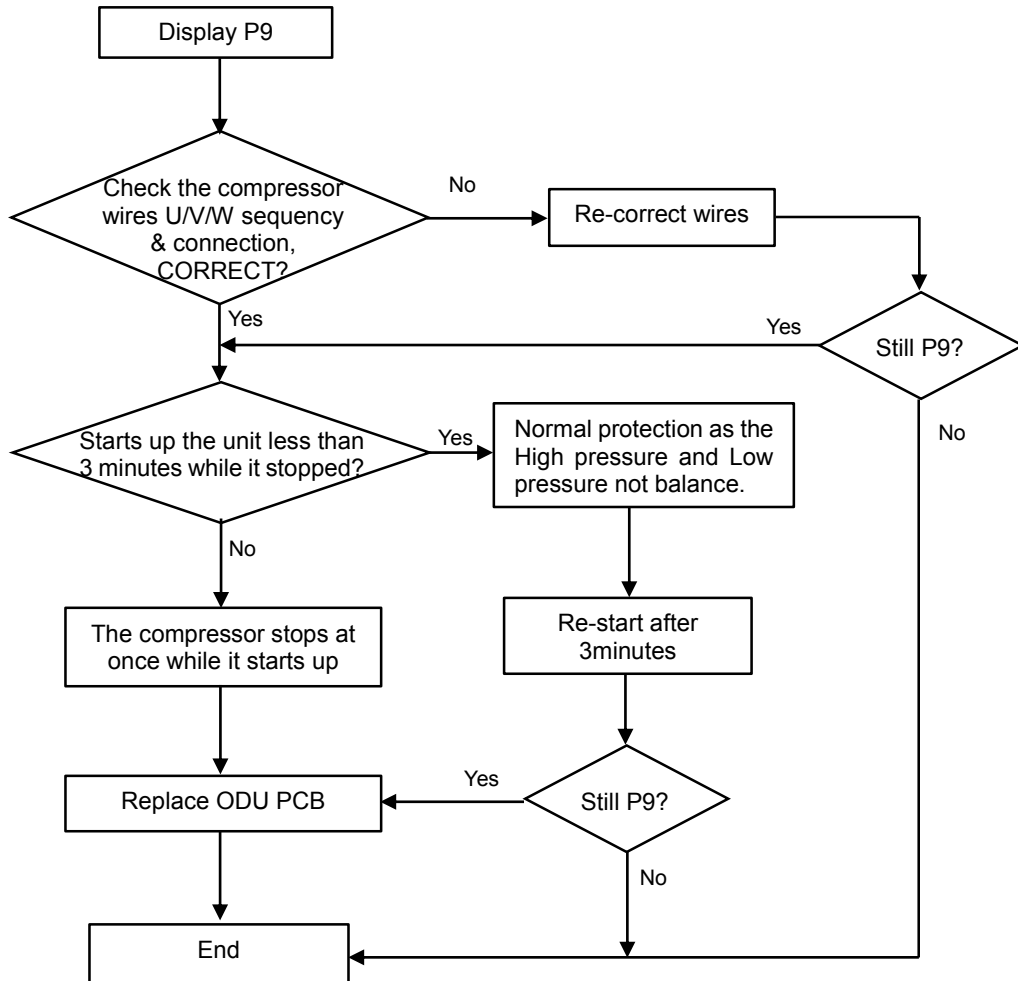 Display P9
Check the compressor
wires U/V/W sequency
& connection,
CORRECT?
No
Re-correct wires
Yes
Yes
Still P9?
Starts up the unit less than
3 minutes while it stopped?
Yes
Normal protection as the
High pressure and Low
pressure not balance.
No
No
The compressor stops at
once while it starts up
Re-start after
3minutes
Yes
Replace ODU PCB
Still P9?
No
End